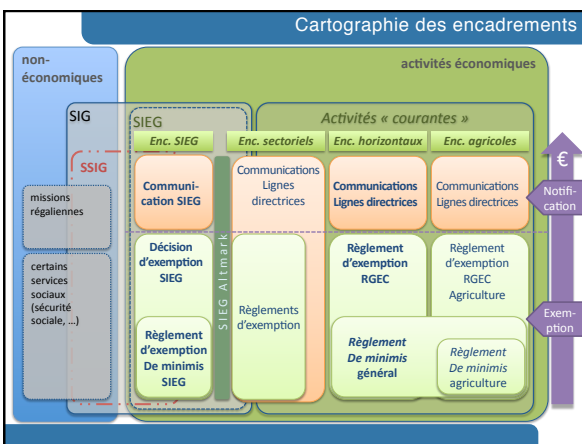 Cartographie des encadrements
non-
économiques
activités économiques
SIG
SIEG
Activités « courantes »
Enc. SIEG
Enc. sectoriels
Enc. horizontaux
Enc. agricoles
€
SSIG
missions
régaliennes
Communi-
cation SIEG
Communications
Lignes
directrices
Communications
Lignes directrices
Communications
Lignes directrices
Notifi-
cation
certains
services
sociaux
(sécurité
sociale, ...)
Décision
d'exemption
SIEG
SIEG Altmark
Règlements
d'exemption
Règlement
d'exemption
RGEC
Règlement
d'exemption
RGEC
Agriculture
Exem-
ption
Règlement
d'exemption
De minimis
SIEG
Règlement
De minimis
général
Règlement
De minimis
agriculture